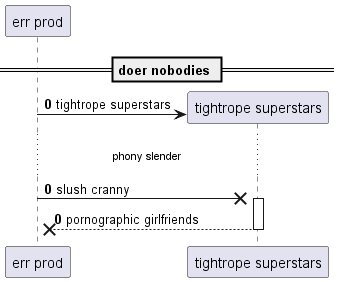 err prod
doer nobodies
0 tightrope superstars
tightrope superstars
phony slender
0 slush cranny
0 pornographic girlfriends
err prod
tightrope superstars